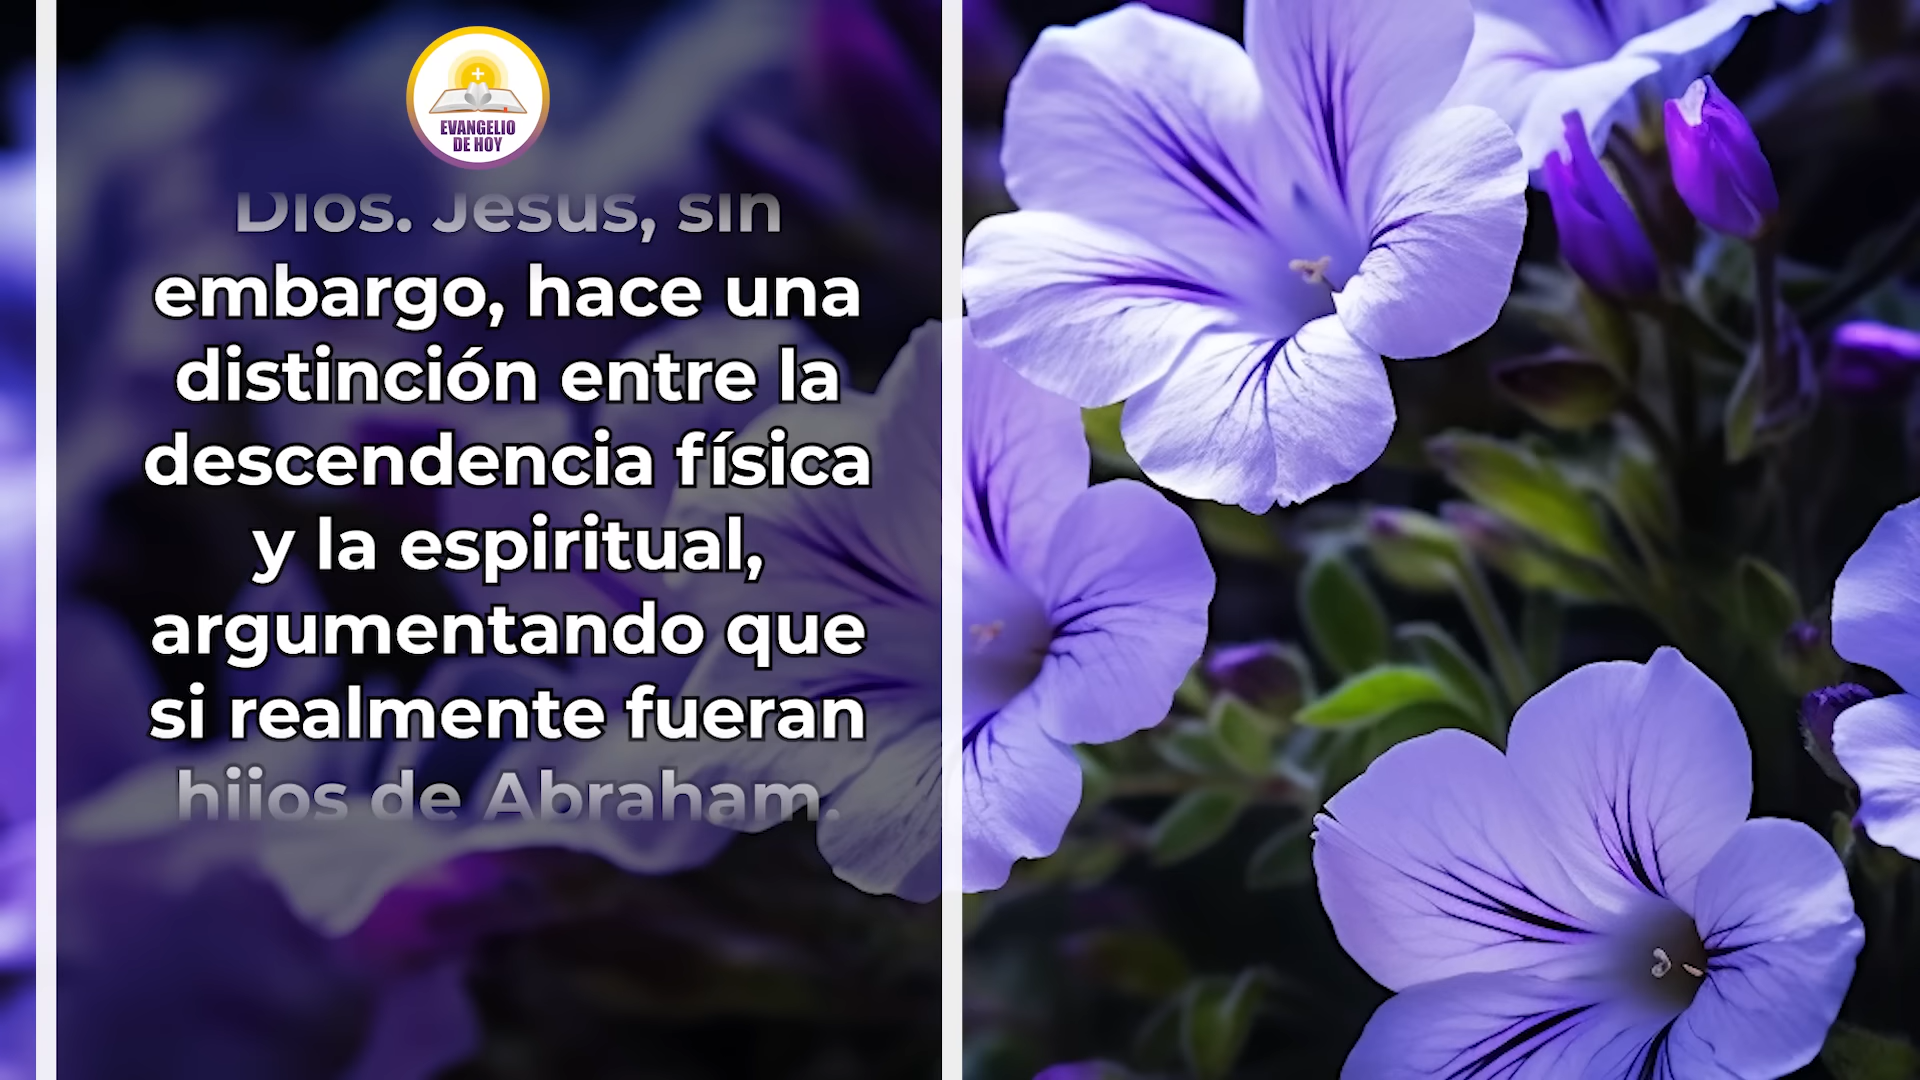 EVANGELIO
DE HOY
Dios. Jesús, sin
embargo, hace una
distinción entre la
descendencia física
y la espiritual,
argumentando que
si realmente fueran
hijos de Abraham,